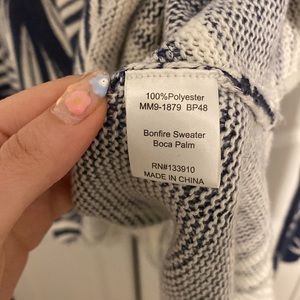 100%Polyester
MM9-1879 BP48
Bonfire Sweater
Boca Palm
RN#133910
MADE IN CHINA